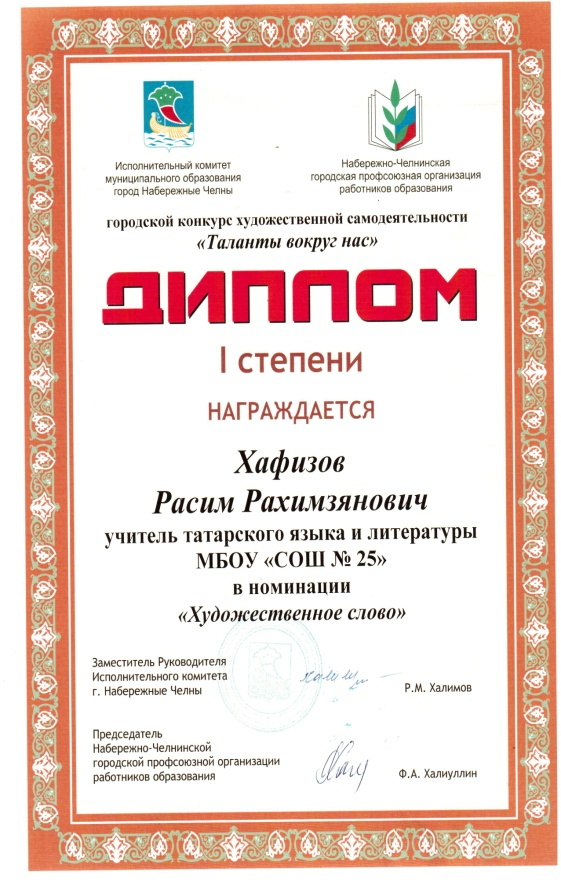 Исполнительный комитет
муниципального образования
город Набережные Челны
Набережно-Челнинская
городская профсоюзная организация
работников образования
городской конкурс художественной самодеятельности
«Таланты вокруг нас»
ДИПЛОМ
I степени
НАГРАЖДАЕТСЯ
Хафизов
Расим Рахимзянович
учитель татарского языка и литературы
МБОУ «СОШ № 25»
в номинации
«Художественное слово»
Заместитель Руководителя
Исполнительного комитета
г. Набережные Челны
Р.М. Халимов
Председатель
Набережно-Челнинской
городской профсоюзной организации
работников образования
Ф.А. Халиуллин